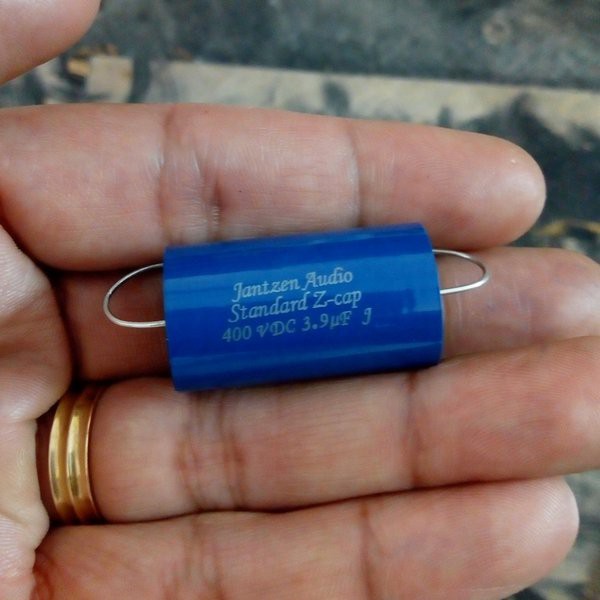 Jantzen Audio
Standard Z-cap
400 VDC 3.9µF J